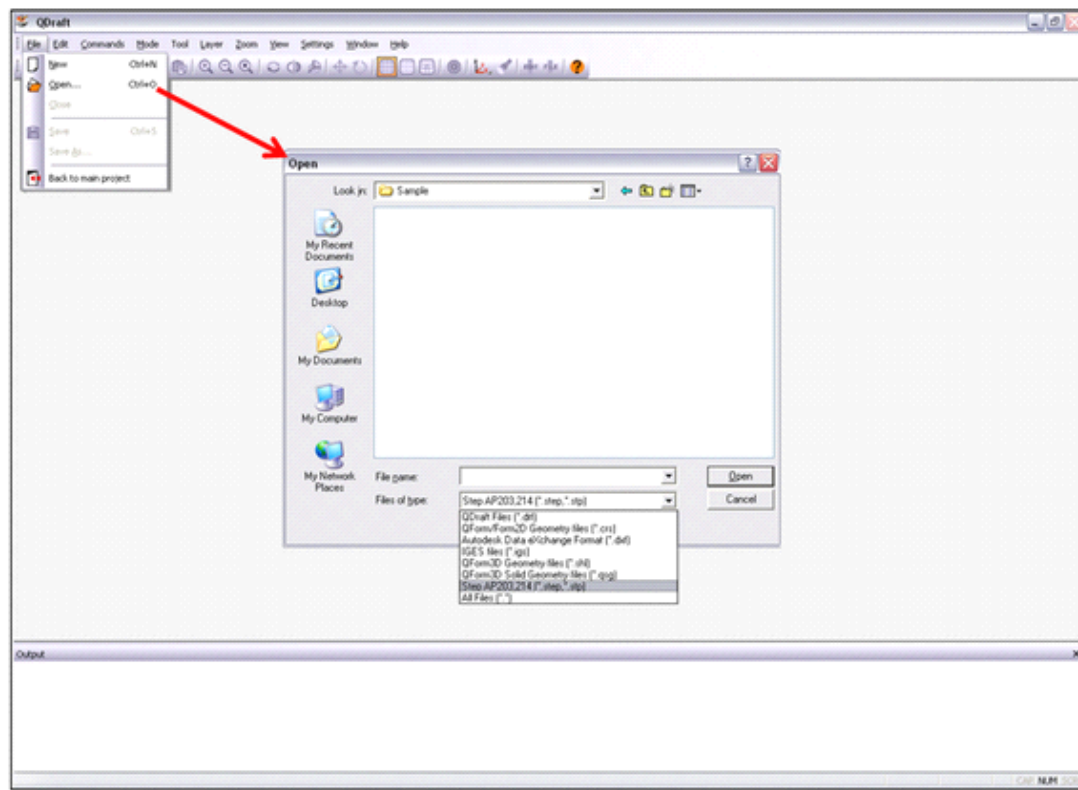 QDraft
File Edit Commands Mode Tool Layer Zoom View Settings Window Help
New Ctrl+N
Open... Ctrl+O
Close
Save Ctrl+S
Save As...
Back to main project
Open
Look in: Sample
My Recent
Documents
Desktop
My Documents
My Computer
My Network
Places
File name: Open
Files of type: Step AP203,214 (*.step,*.stp) Cancel
QDraft Files (*.drl)
QForm/Form2D Geometry files (*.crs)
Autodesk Data eXchange Format (*.dxf)
IGES files (*.igs)
QForm3D Geometry files (*.shl)
QForm3D Solid Geometry files (*.qsg)
Step AP203,214 (*.step,*.stp)
All Files (*.*)
Output
CAP NUM SCR